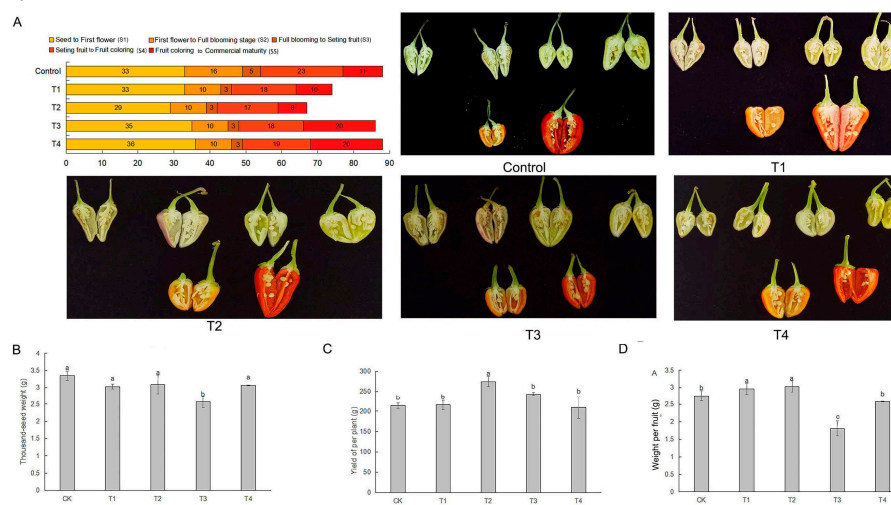 A
Seed to First flower (S1) First flower to Full blooming stage (S2) Full blooming to Seting fruit (S3)
Seting fruit to Fruit coloring (S4) Fruit coloring to Commercial maturity (S5)
Control 33 16 5 23 11
T1 33 10 3 18 10
T2 29 10 3 17 8
T3 35 10 3 18 20
T4 36 10 3 19 20
0 10 20 30 40 50 60 70 80 90
Control
T1
T2
T3
T4
B
Thousand-seed weight (g)
4
3.5
3
2.5
2
1.5
1
0.5
0
a a a b a
CK T1 T2 T3 T4
C
Yield of per plant (g)
300
250
200
150
100
50
0
b b a b b
CK T1 T2 T3 T4
D
A
Weight per fruit (g)
3.5
3
2.5
2
1.5
1
0.5
0
b a a c b
CK T1 T2 T3 T4